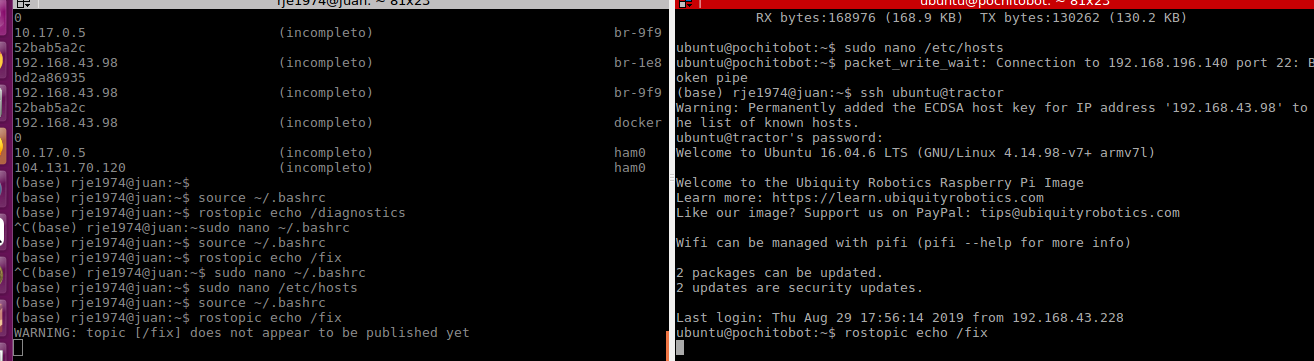 rje1974@juan: ~ 81x23
0
10.17.0.5 (incompleto) br-9f9
52bab5a2c
192.168.43.98 (incompleto) br-1e8
bd2a86935
192.168.43.98 (incompleto) br-9f9
52bab5a2c
192.168.43.98 (incompleto) docker
0
10.17.0.5 (incompleto) ham0
104.131.70.120 (incompleto) ham0
(base) rje1974@juan:~$
(base) rje1974@juan:~$ source ~/.bashrc
(base) rje1974@juan:~$ rostopic echo /diagnostics
^C(base) rje1974@juan:~sudo nano ~/.bashrc
(base) rje1974@juan:~$ source ~/.bashrc
(base) rje1974@juan:~$ rostopic echo /fix
^C(base) rje1974@juan:~$ sudo nano ~/.bashrc
(base) rje1974@juan:~$ sudo nano /etc/hosts
(base) rje1974@juan:~$ source ~/.bashrc
(base) rje1974@juan:~$ rostopic echo /fix
WARNING: topic [/fix] does not appear to be published yet
ubuntu@pochitobot: ~ 81x23
RX bytes:168976 (168.9 KB) TX bytes:130262 (130.2 KB)
ubuntu@pochitobot:~$ sudo nano /etc/hosts
ubuntu@pochitobot:~$ packet_write_wait: Connection to 192.168.196.140 port 22: B
oken pipe
(base) rje1974@juan:~$ ssh ubuntu@tractor
Warning: Permanently added the ECDSA host key for IP address '192.168.43.98' to
he list of known hosts.
ubuntu@tractor's password:
Welcome to Ubuntu 16.04.6 LTS (GNU/Linux 4.14.98-v7+ armv7l)
Welcome to the Ubiquity Robotics Raspberry Pi Image
Learn more: https://learn.ubiquityrobotics.com
Like our image? Support us on PayPal: tips@ubiquityrobotics.com
Wifi can be managed with pifi (pifi --help for more info)
2 packages can be updated.
2 updates are security updates.
Last login: Thu Aug 29 17:56:14 2019 from 192.168.43.228
ubuntu@pochitobot:~$ rostopic echo /fix